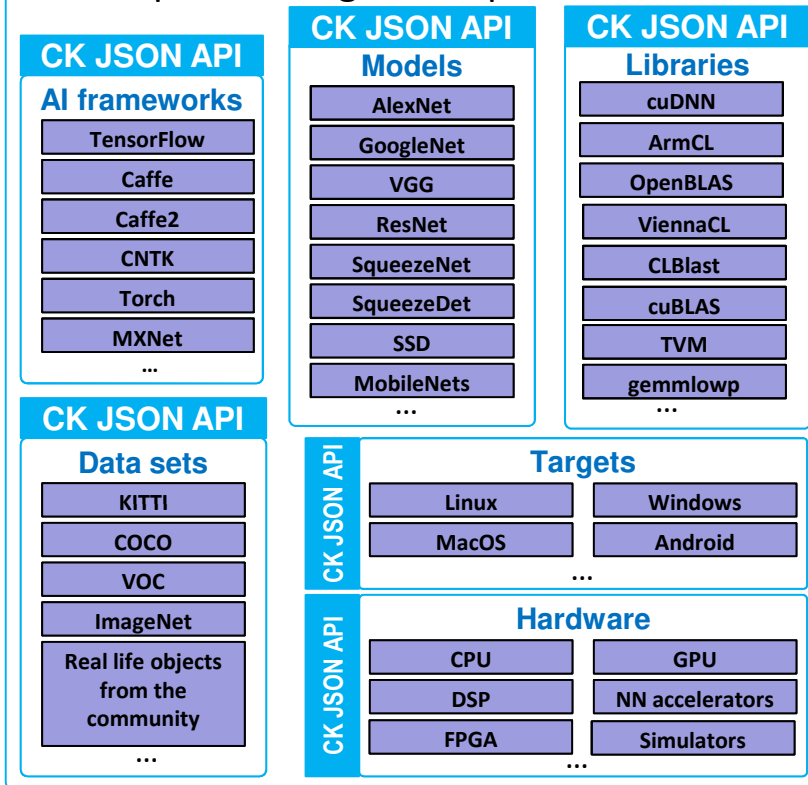 CK JSON API
AI frameworks
TensorFlow
Caffe
Caffe2
CNTK
Torch
MXNet
...
CK JSON API
Models
AlexNet
GoogleNet
VGG
ResNet
SqueezeNet
SqueezeDet
SSD
MobileNets
...
CK JSON API
Libraries
cuDNN
ArmCL
OpenBLAS
ViennaCL
CLBlast
cuBLAS
TVM
gemmlowp
...
CK JSON API
Data sets
KITTI
COCO
VOC
ImageNet
Real life objects
from the
community
...
CK JSON API
Targets
Linux
Windows
MacOS
Android
...
CK JSON API
Hardware
CPU
GPU
DSP
NN accelerators
FPGA
Simulators
...